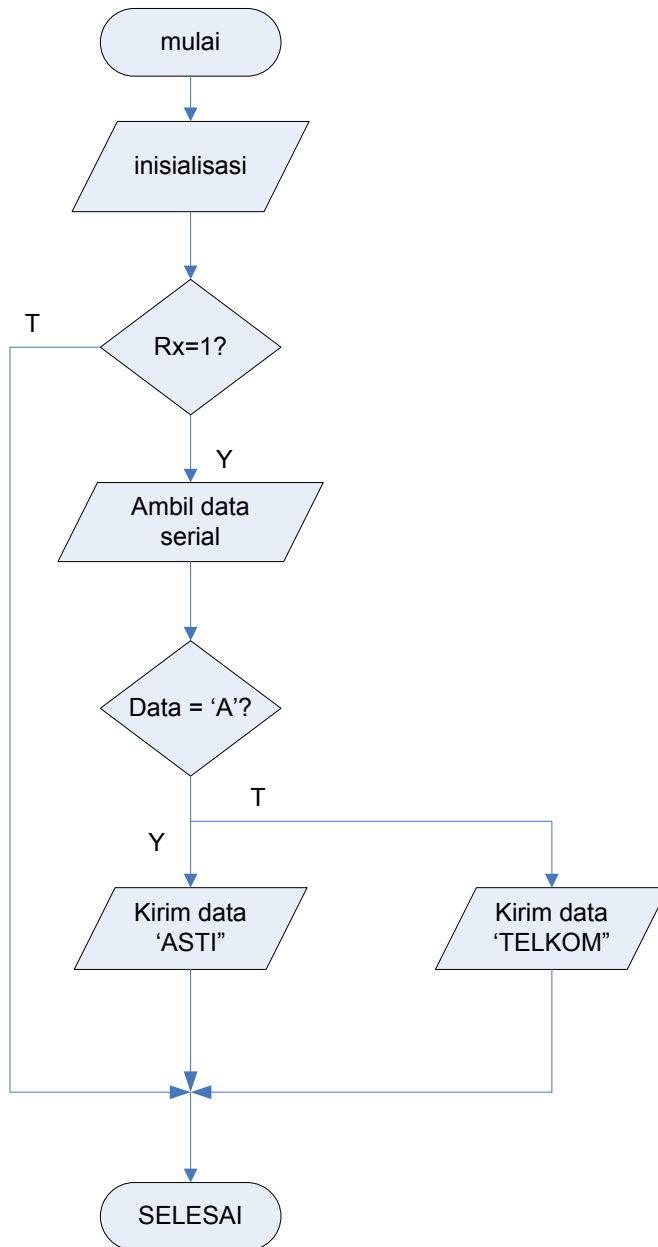 mulai
inisialisasi
T
Rx=1?
Y
Ambil data
serial
Data = ‘A’?
T
Y
Kirim data
‘ASTI”
Kirim data
‘TELKOM”
SELESAI